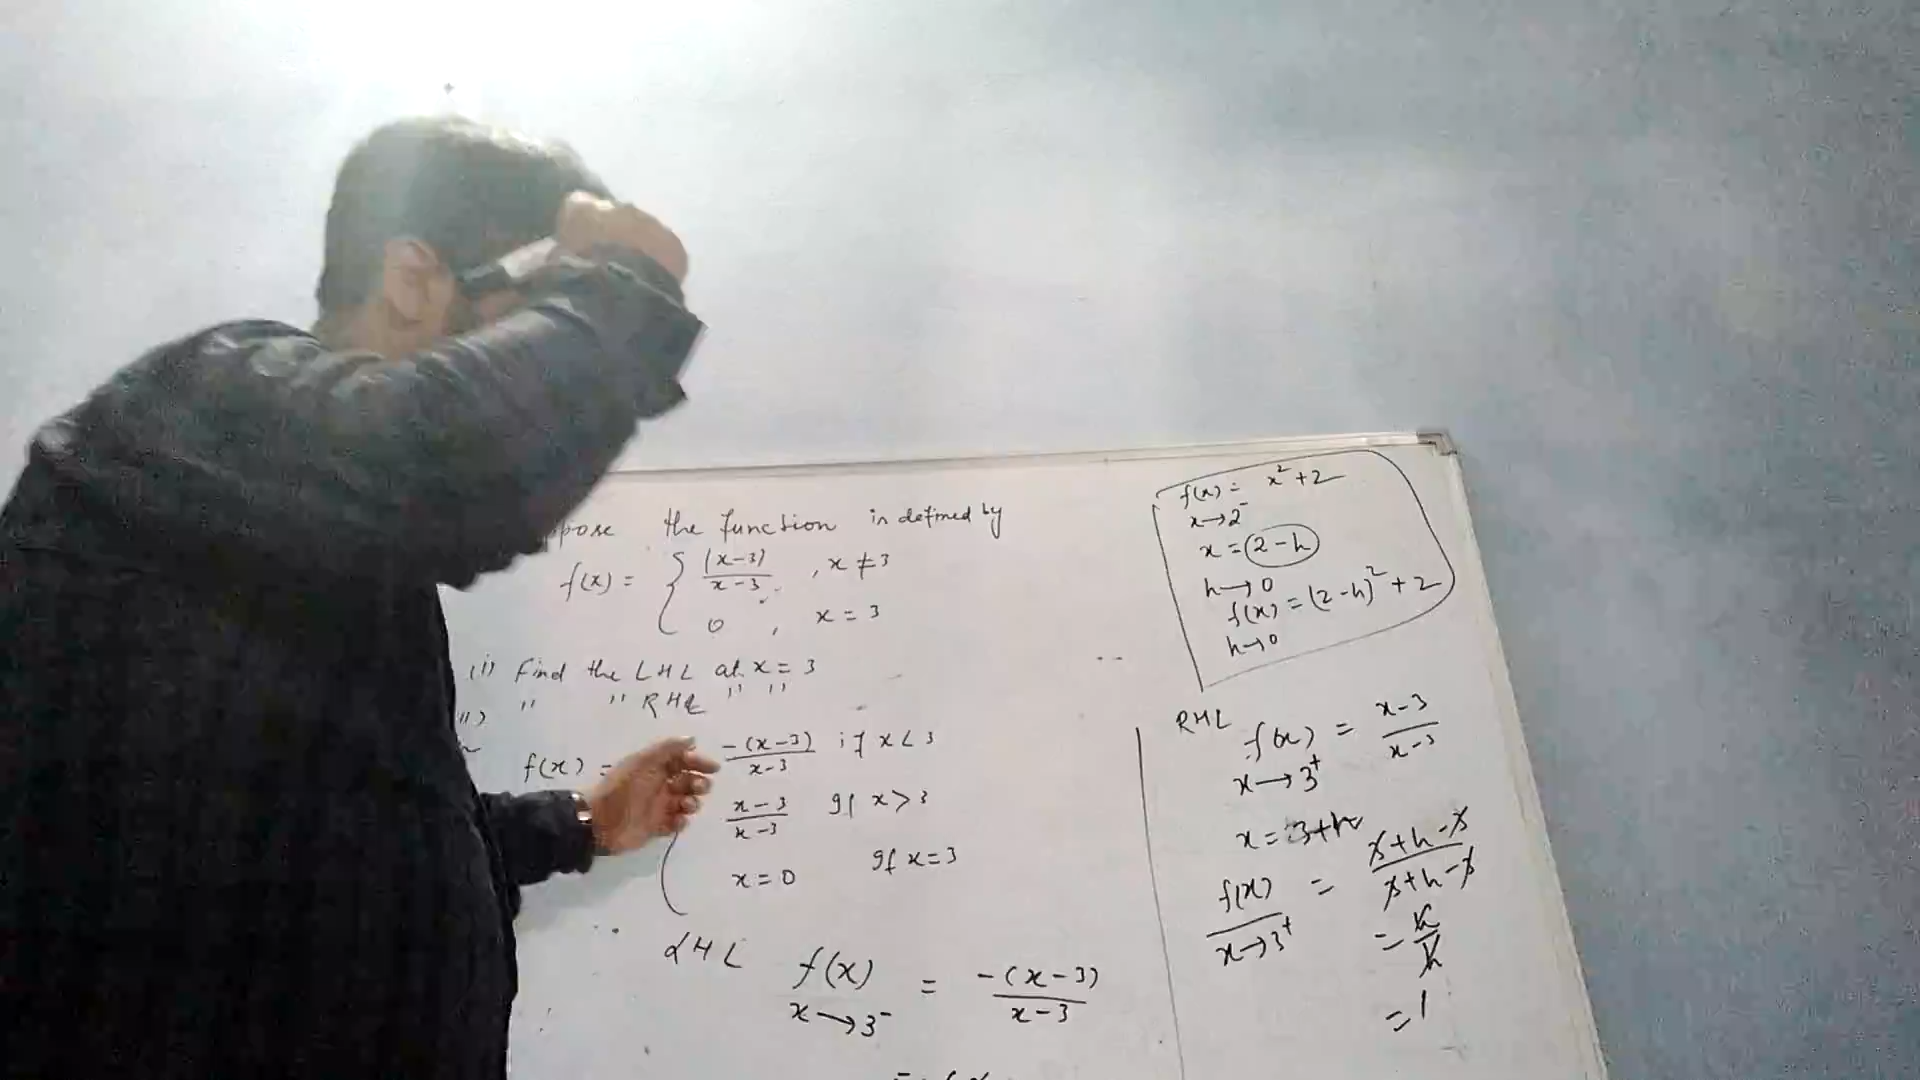 the function is defined by
f(x) = { |x-3|/x-3 , x ≠ 3
0 , x = 3
(i) Find the LHL at x = 3
" " RHL " "
f(x) = -(x-3)/x-3 if x < 3
x-3/x-3 If x > 3
x = 0 If x = 3
LHL f(x) = -(x-3)/x-3
x → 3⁻
f(x) = x²+2
x → 2⁻
x = (2-h)
h → 0
f(x) = (2-h)² + 2
h → 0
RHL f(x) = x-3/x-3
x → 3⁺
x = 3+h
f(x) = 3+h-3/3+h-3
x → 3⁺
= h/h
= 1